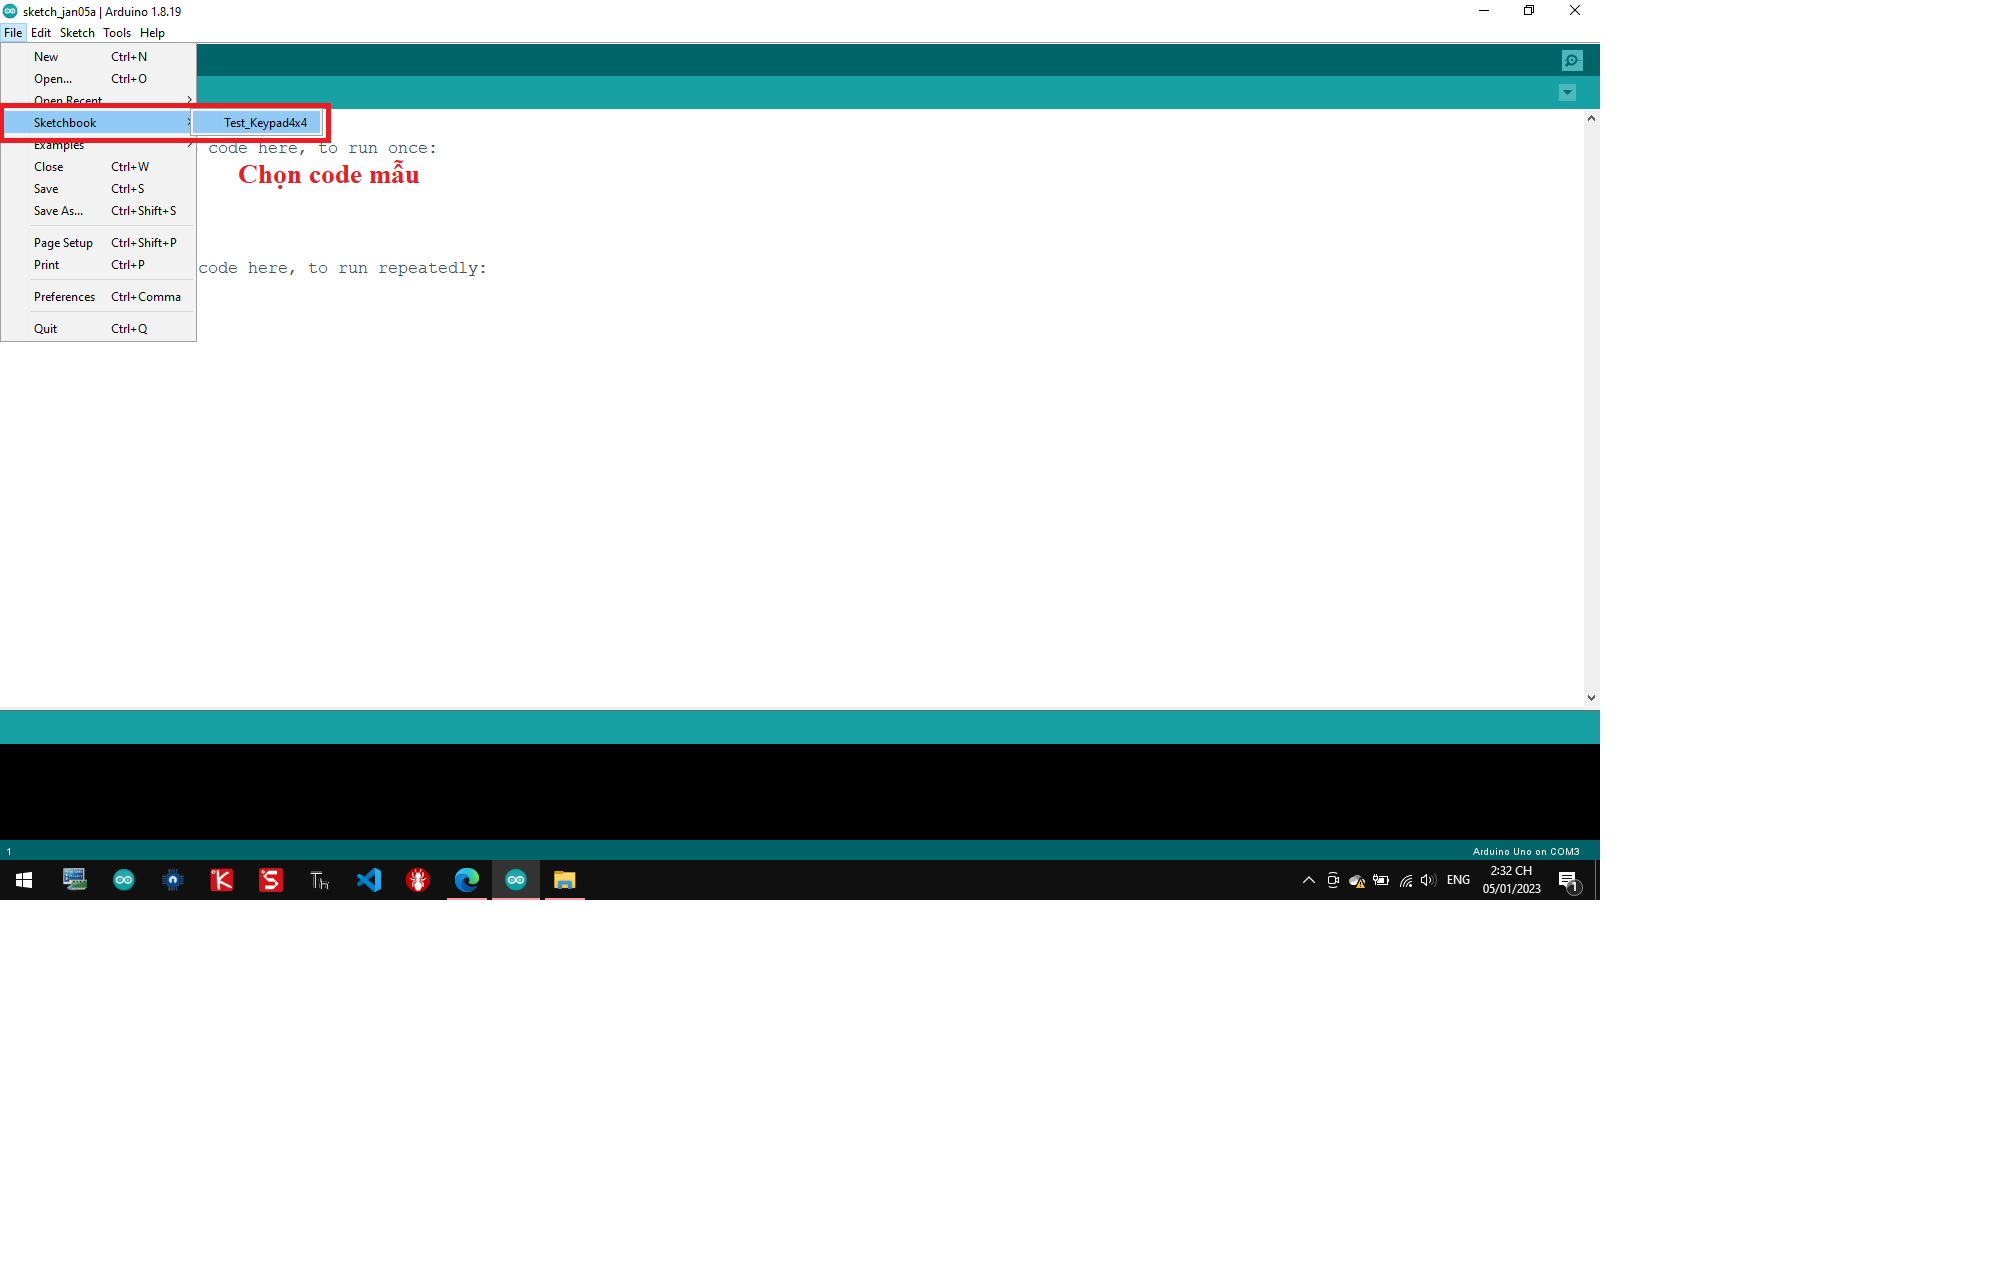 sketch_jan05a | Arduino 1.8.19
File Edit Sketch Tools Help
New Ctrl+N
Open... Ctrl+O
Open Recent
Sketchbook
Test_Keypad4x4
Examples
code here, to run once:
Close Ctrl+W
Chọn code mẫu
Save Ctrl+S
Save As... Ctrl+Shift+S
Page Setup Ctrl+Shift+P
Print Ctrl+P
code here, to run repeatedly:
Preferences Ctrl+Comma
Quit Ctrl+Q
1
Arduino Uno on COM3
ENG
2:32 CH
05/01/2023
1